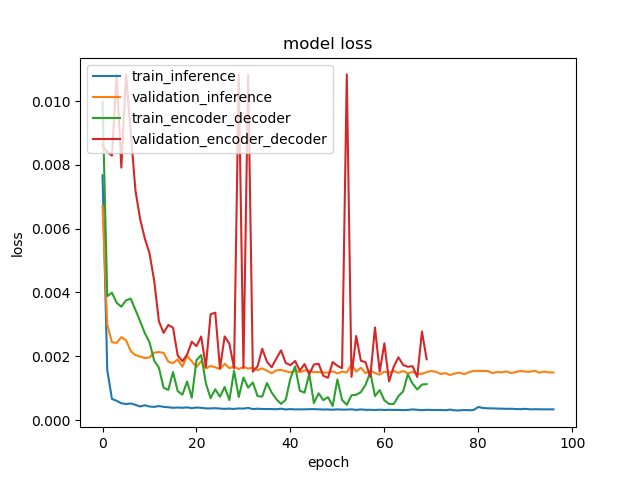 model loss
train_inference
validation_inference
train_encoder_decoder
validation_encoder_decoder
0.010
0.008
0.006
0.004
0.002
0.000
loss
0 20 40 60 80 100
epoch